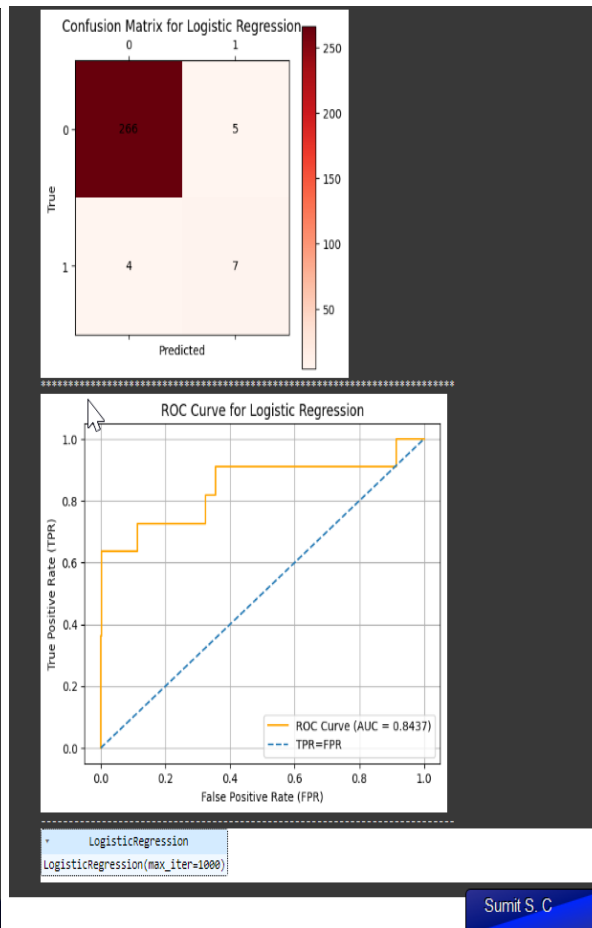 Confusion Matrix for Logistic Regression
0 1
250
0 266 5
200
150
True
100
1 4 7
50
Predicted
**************************************************************************
ROC Curve for Logistic Regression
1.0
0.8
0.6
0.4
0.2
0.0
True Positive Rate (TPR)
ROC Curve (AUC = 0.8437)
TPR=FPR
0.0 0.2 0.4 0.6 0.8 1.0
False Positive Rate (FPR)
--------------------------------------------------------------------------
LogisticRegression
LogisticRegression(max_iter=1000)
Sumit S. C